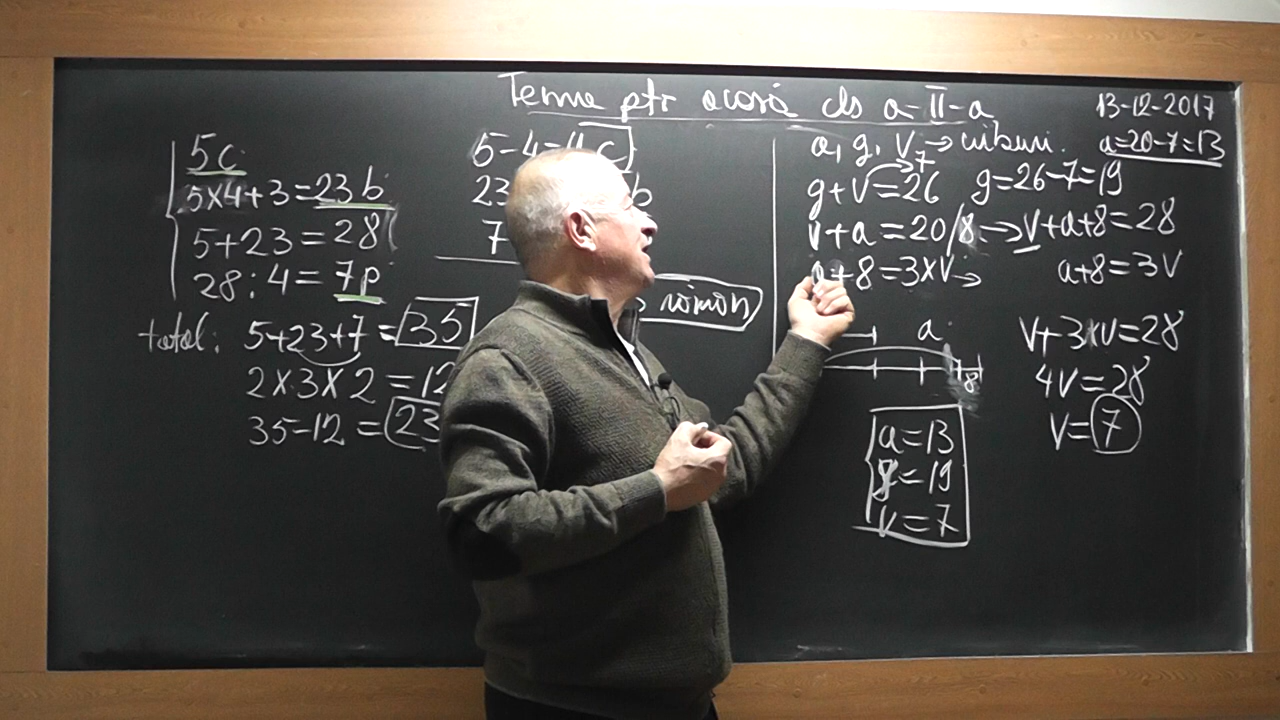 Teme ptr acasă cls a-II-a
13-12-2017
5c
5x4+3=23b
5+23=28
28:4=7p
total: 5+23+7=35
2x3x2=12
35-12=23
5-4=1c
23
b
7
rămân
a, g, v → cuburi.
a=20-7=13
g+v=26
7
g=26-7=19
v+a=20/8 → v+a+8=28
a+8=3xv → a+8=3v
a
8
v+3xv=28
4v=28
v=7
a=13
g=19
v=7